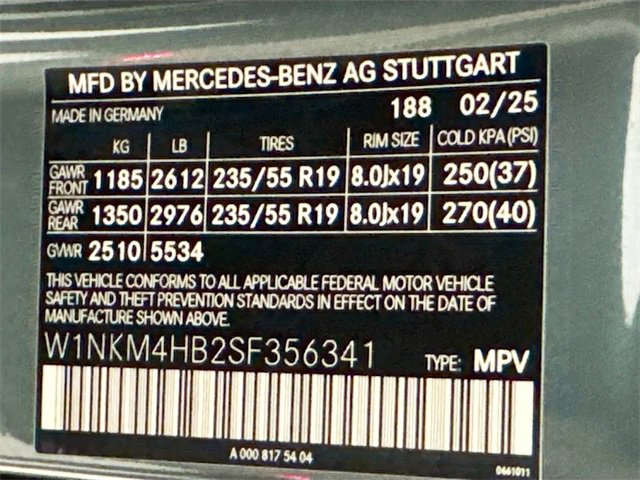 MFD BY MERCEDES-BENZ AG STUTTGART
MADE IN GERMANY 188 02/25
KG LB TIRES RIM SIZE COLD KPA(PSI)
GAWR FRONT 1185 2612 235/55 R19 8.0Jx19 250(37)
GAWR REAR 1350 2976 235/55 R19 8.0Jx19 270(40)
GVWR 2510 5534
THIS VEHICLE CONFORMS TO ALL APPLICABLE FEDERAL MOTOR VEHICLE
SAFETY AND THEFT PREVENTION STANDARDS IN EFFECT ON THE DATE OF
MANUFACTURE SHOWN ABOVE.
W1NKM4HB2SF356341 TYPE: MPV
A 000 817 54 04
0461011